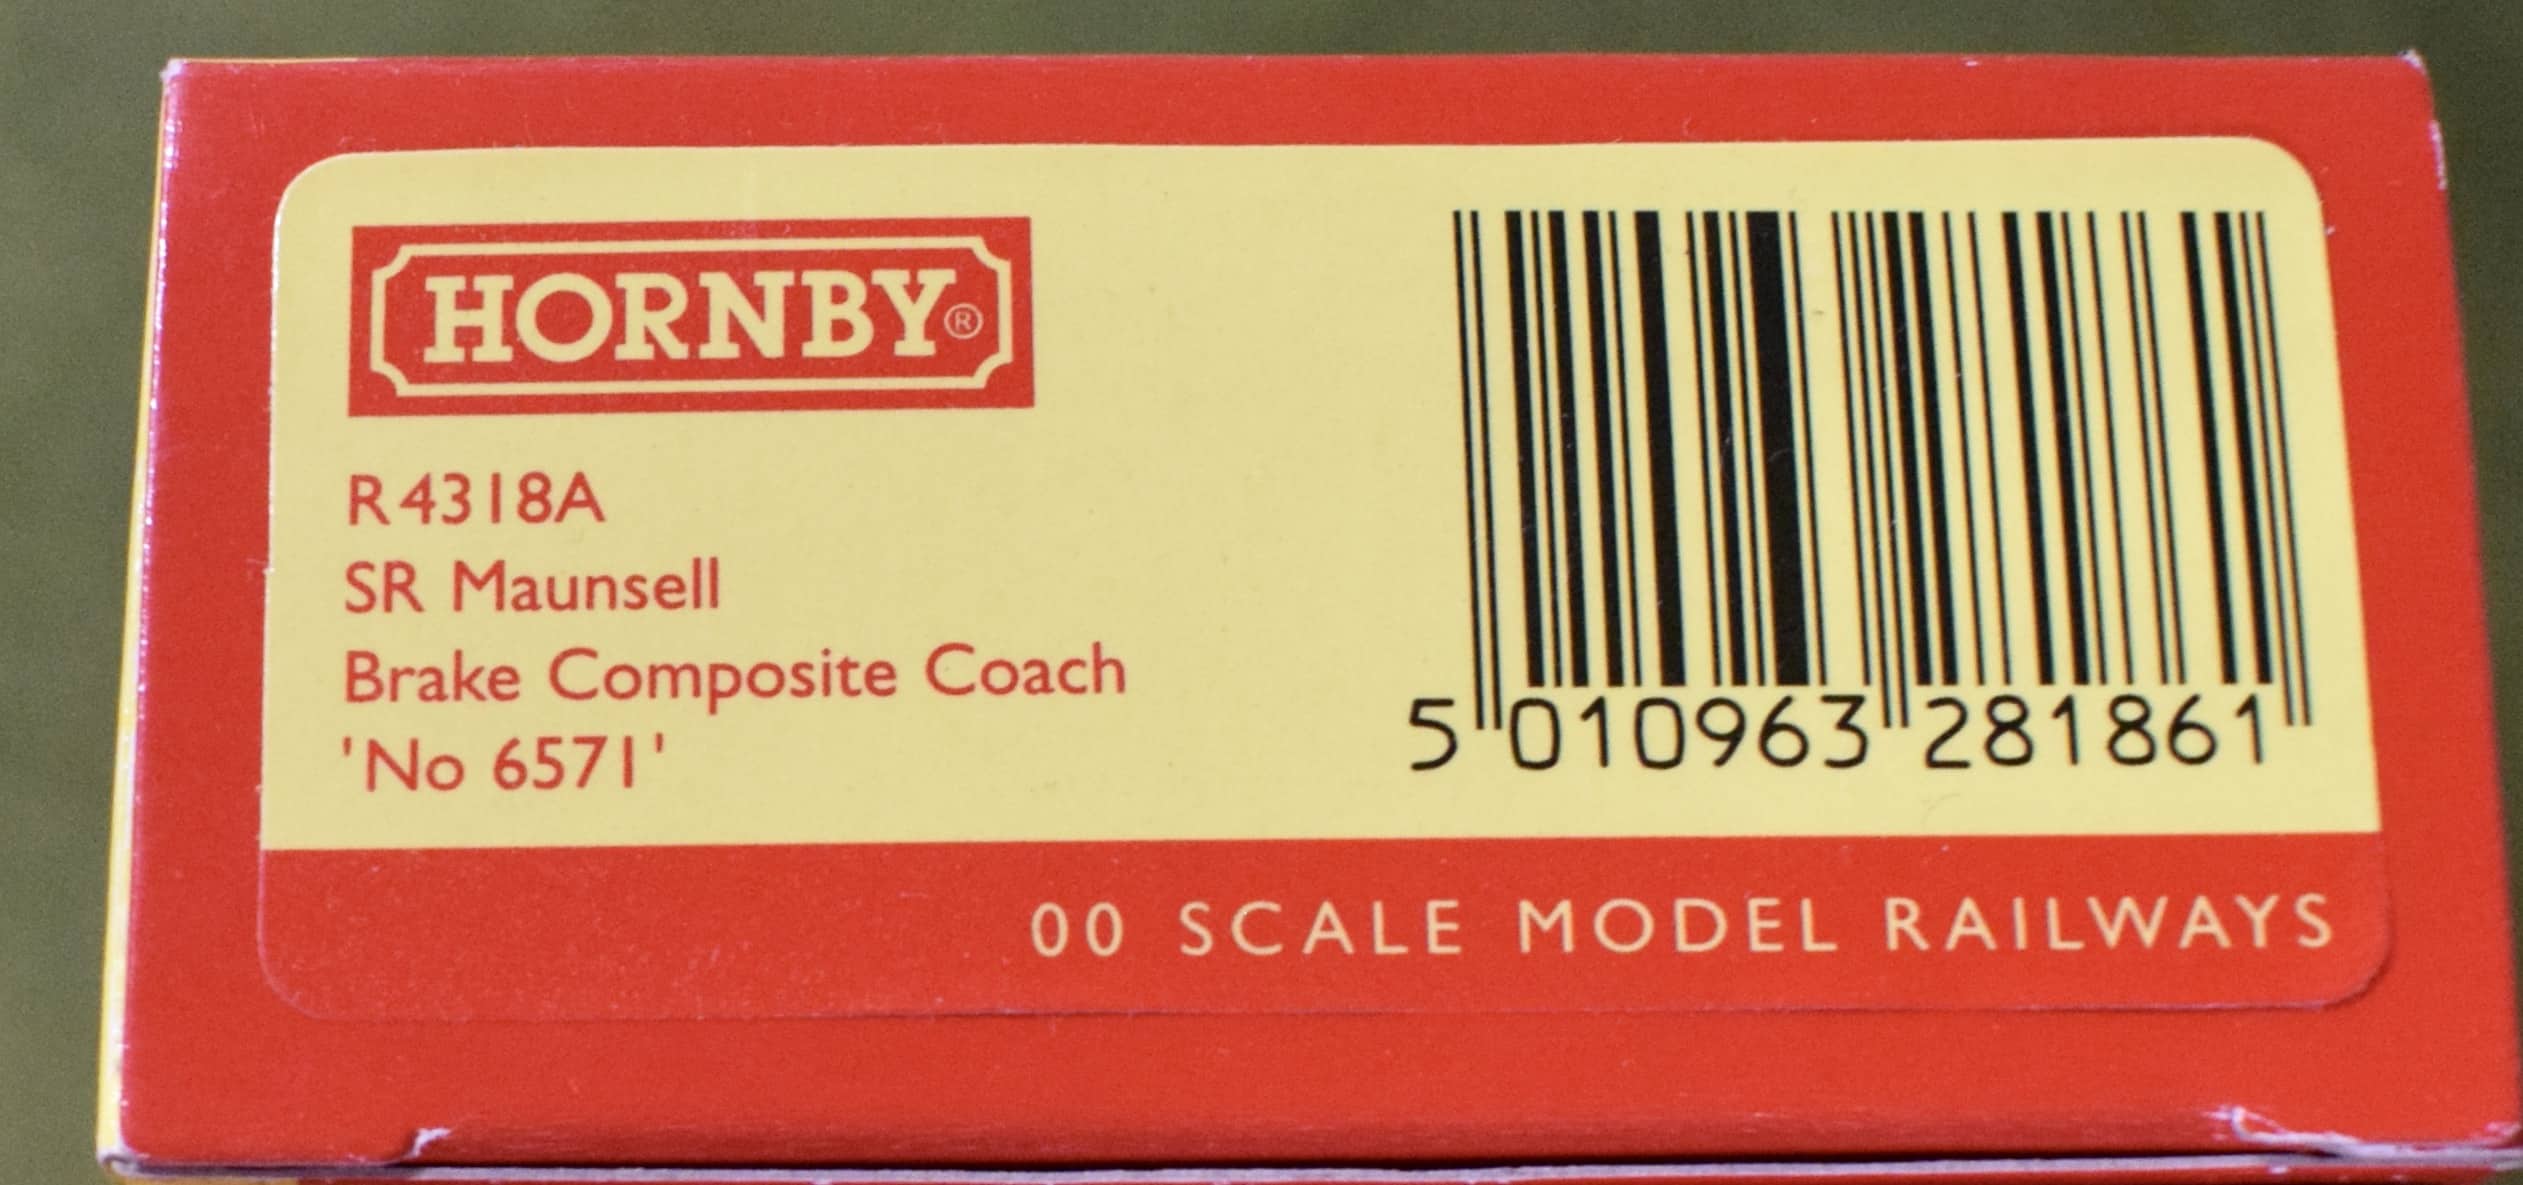 HORNBY®
R4318A
SR Maunsell
Brake Composite Coach
'No 6571'
5 010963 281861
00 SCALE MODEL RAILWAYS